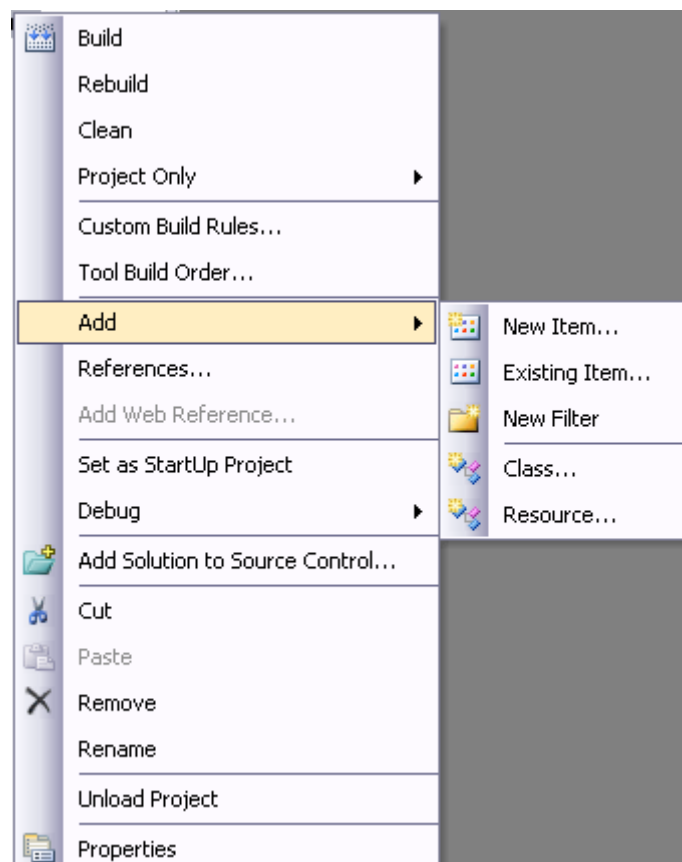 Build
Rebuild
Clean
Project Only
Custom Build Rules...
Tool Build Order...
Add
References...
Add Web Reference...
Set as StartUp Project
Debug
Add Solution to Source Control...
Cut
Paste
Remove
Rename
Unload Project
Properties
New Item...
Existing Item...
New Filter
Class...
Resource...